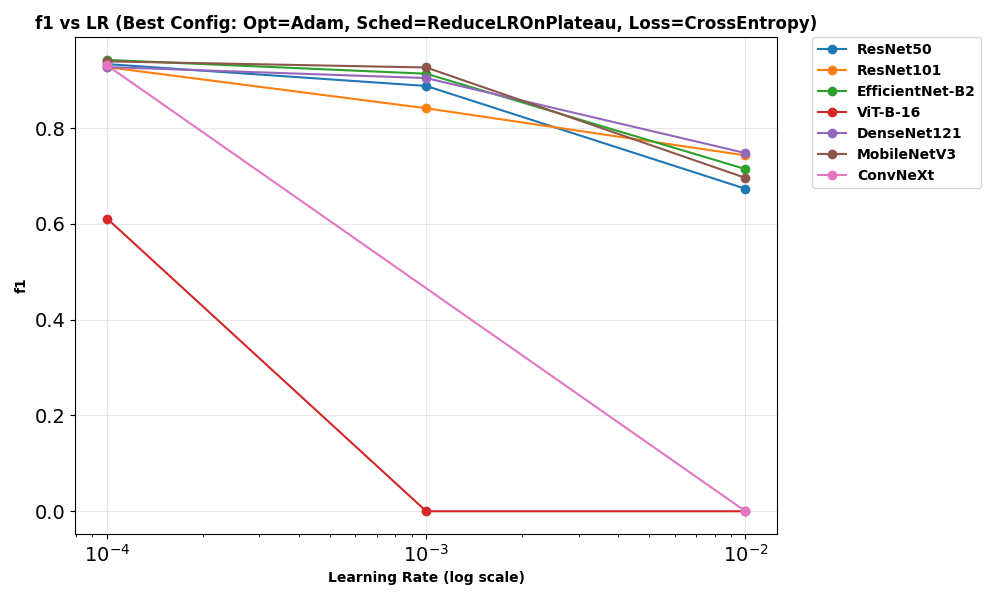 f1 vs LR (Best Config: Opt=Adam, Sched=ReduceLROnPlateau, Loss=CrossEntropy)
ResNet50
ResNet101
EfficientNet-B2
ViT-B-16
DenseNet121
MobileNetV3
ConvNeXt
f1
0.8
0.6
0.4
0.2
0.0
10⁻⁴ 10⁻³ 10⁻²
Learning Rate (log scale)